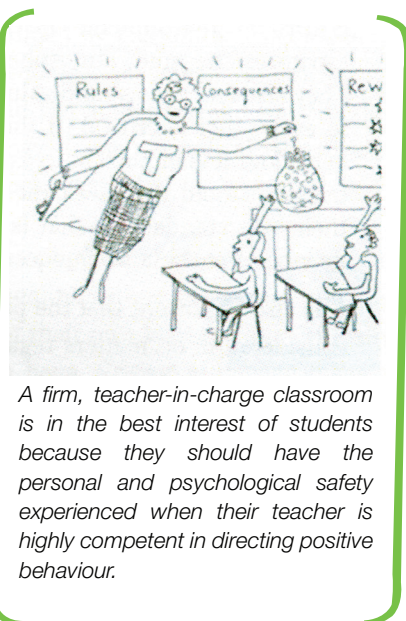 Rules
Consequences
Rew
T
A firm, teacher-in-charge classroom
is in the best interest of students
because they should have the
personal and psychological safety
experienced when their teacher is
highly competent in directing positive
behaviour.